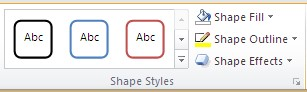 Abc Abc Abc
Shape Fill
Shape Outline
Shape Effects
Shape Styles